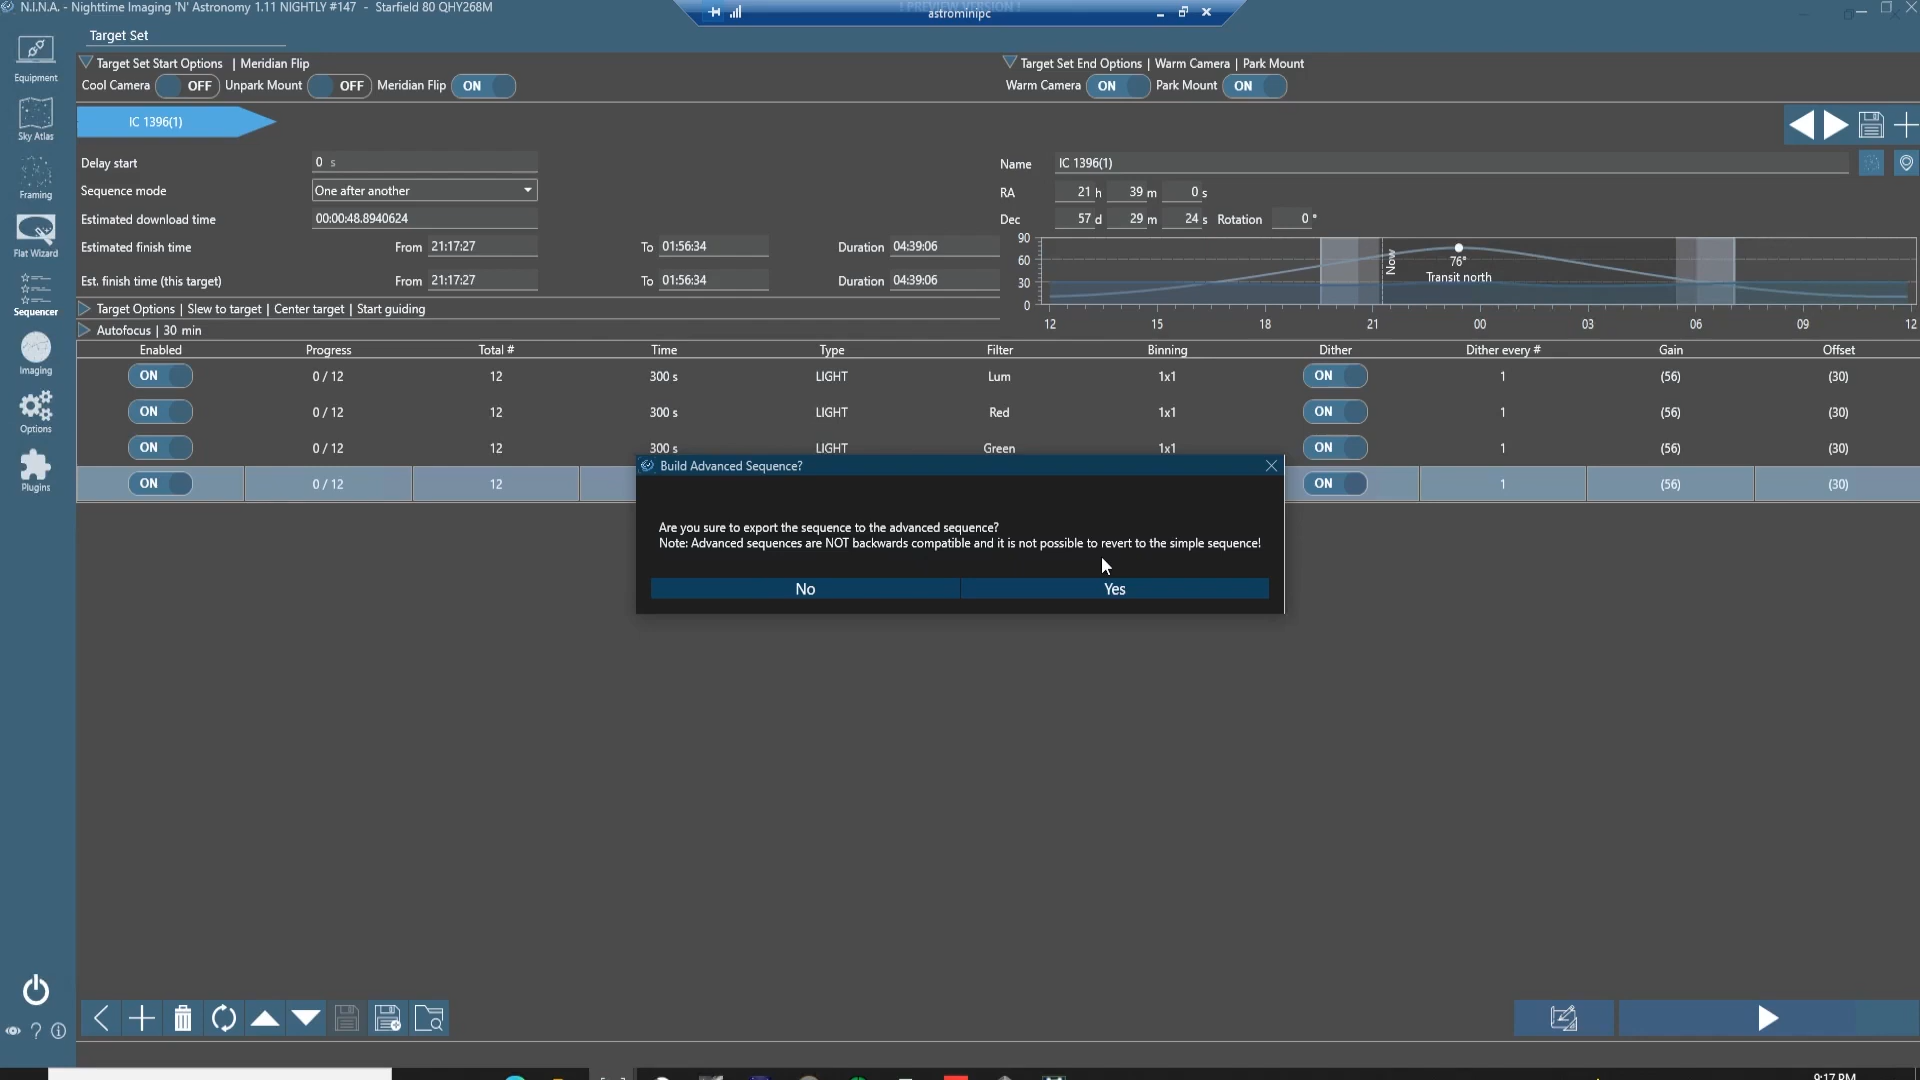 N.I.N.A. - Nighttime Imaging 'N' Astronomy 1.11 NIGHTLY #147 - Starfield 80 QHY268M
! PREVIEW VERSION !
astrominipc
Target Set
Equipment
Sky Atlas
Framing
Flat Wizard
Sequencer
Imaging
Options
Plugins
Target Set Start Options | Meridian Flip
Target Set End Options | Warm Camera | Park Mount
Cool Camera OFF Unpark Mount OFF Meridian Flip ON
Warm Camera ON Park Mount ON
IC 1396(1)
Delay start 0 s
Name IC 1396(1)
Sequence mode One after another
RA 21 h 39 m 0 s
Estimated download time 00:00:48.8940624
Dec 57 d 29 m 24 s Rotation 0 °
Estimated finish time From 21:17:27 To 01:56:34 Duration 04:39:06
Est. finish time (this target) From 21:17:27 To 01:56:34 Duration 04:39:06
90
60
30
0
Now
76°
Transit north
12 15 18 21 00 03 06 09 12
Target Options | Slew to target | Center target | Start guiding
Autofocus | 30 min
Enabled Progress Total # Time Type Filter Binning Dither Dither every # Gain Offset
ON 0 / 12 12 300 s LIGHT Lum 1x1 ON 1 (56) (30)
ON 0 / 12 12 300 s LIGHT Red 1x1 ON 1 (56) (30)
ON 0 / 12 12 300 s LIGHT Green 1x1 ON 1 (56) (30)
ON 0 / 12 12 ON 1 (56) (30)
Build Advanced Sequence?
Are you sure to export the sequence to the advanced sequence?
Note: Advanced sequences are NOT backwards compatible and it is not possible to revert to the simple sequence!
No Yes
9:17 PM